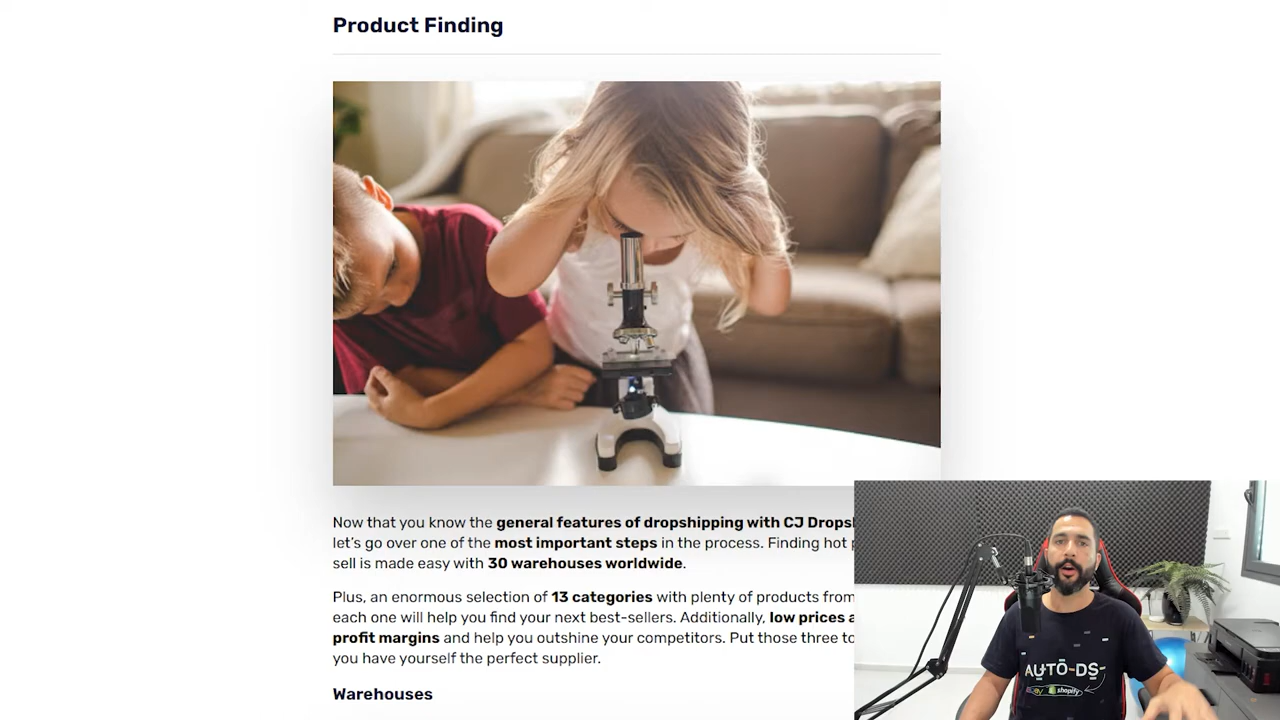 Product Finding
Now that you know the general features of dropshipping with CJ
let's go over one of the most important steps in the process. Finding hot
sell is made easy with 30 warehouses worldwide.
Plus, an enormous selection of 13 categories with plenty of products from
each one will help you find your next best-sellers. Additionally, low prices
profit margins and help you outshine your competitors. Put those three
you have yourself the perfect supplier.
Warehouses
AUTO-DS
shopify